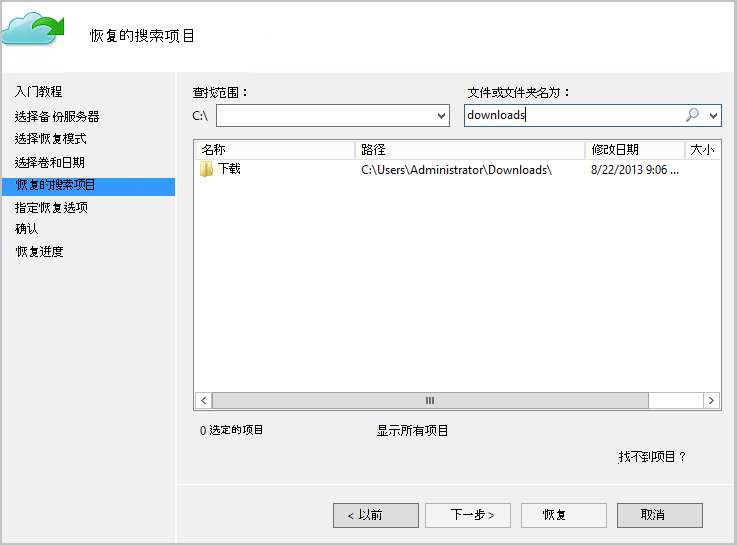 恢复的搜索项目
入门教程
选择备份服务器
选择恢复模式
选择卷和日期
恢复的搜索项目
指定恢复选项
确认
恢复进度
查找范围： 文件或文件夹名为：
C:\ downloads
名称 路径 修改日期 大小
下载 C:\Users\Administrator\Downloads\ 8/22/2013 9:06 ...
0 选定的项目 显示所有项目
找不到项目？
< 以前 下一步 > 恢复 取消